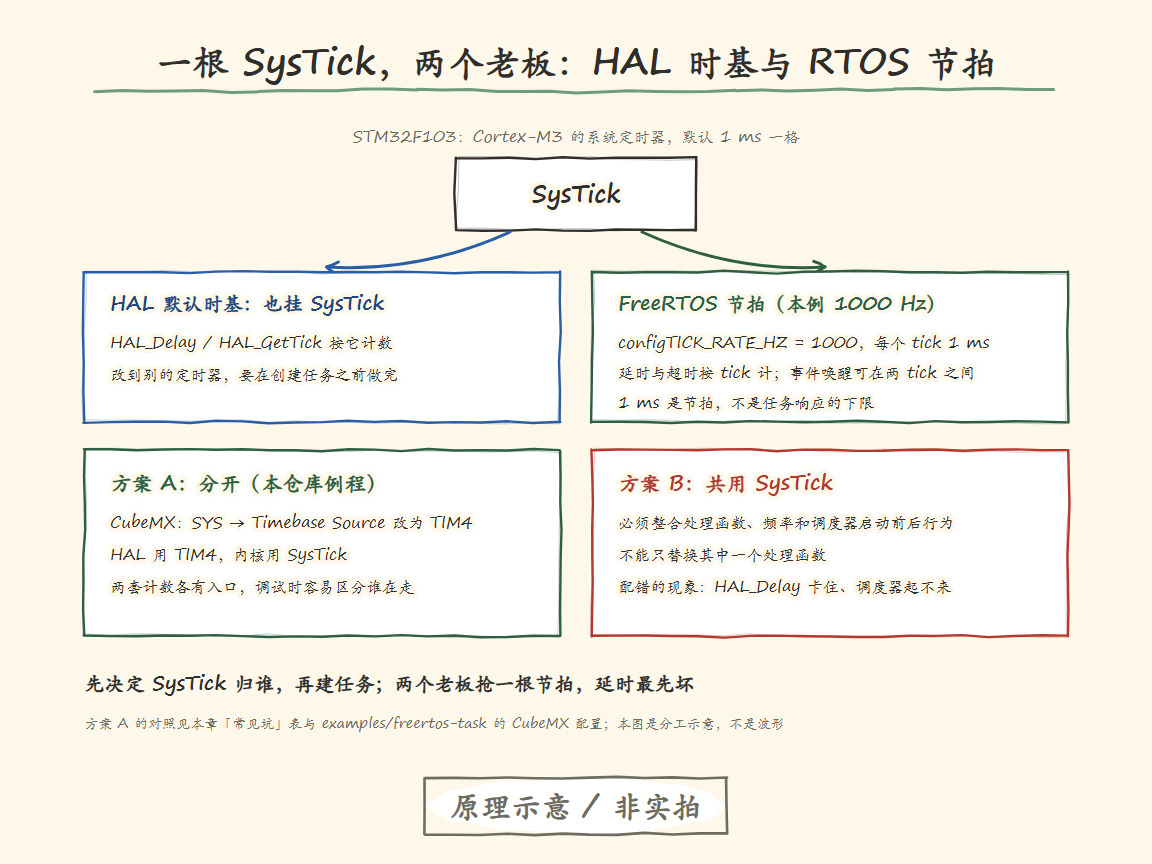 一根 SysTick，两个老板：HAL 时基与 RTOS 节拍
STM32F103：Cortex-M3 的系统定时器，默认 1 ms 一格
SysTick
HAL 默认时基：也挂 SysTick
HAL_Delay / HAL_GetTick 按它计数
改到别的定时器，要在创建任务之前做完
FreeRTOS 节拍（本例 1000 Hz）
configTICK_RATE_HZ = 1000，每个 tick 1 ms
延时与超时按 tick 计；事件唤醒可在两 tick 之间
1 ms 是节拍，不是任务响应的下限
方案 A：分开（本仓库例程）
CubeMX：SYS → Timebase Source 改为 TIM4
HAL 用 TIM4，内核用 SysTick
两套计数各有入口，调试时容易区分谁在走
方案 B：共用 SysTick
必须整合处理函数、频率和调度器启动前后行为
不能只替换其中一个处理函数
配错的现象：HAL_Delay 卡住、调度器起不来
先决定 SysTick 归谁，再建任务；两个老板抢一根节拍，延时最先坏
方案 A 的对照见本章「常见坑」表与 examples/freertos-task 的 CubeMX 配置；本图是分工示意，不是波形
原理示意 / 非实拍